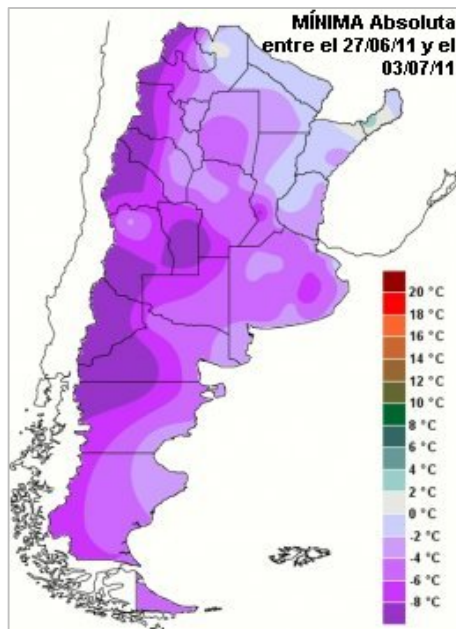 MÍNIMA Absoluta
entre el 27/06/11 y el
03/07/11
20 °C
18 °C
16 °C
14 °C
12 °C
10 °C
8 °C
6 °C
4 °C
2 °C
0 °C
-2 °C
-4 °C
-6 °C
-8 °C